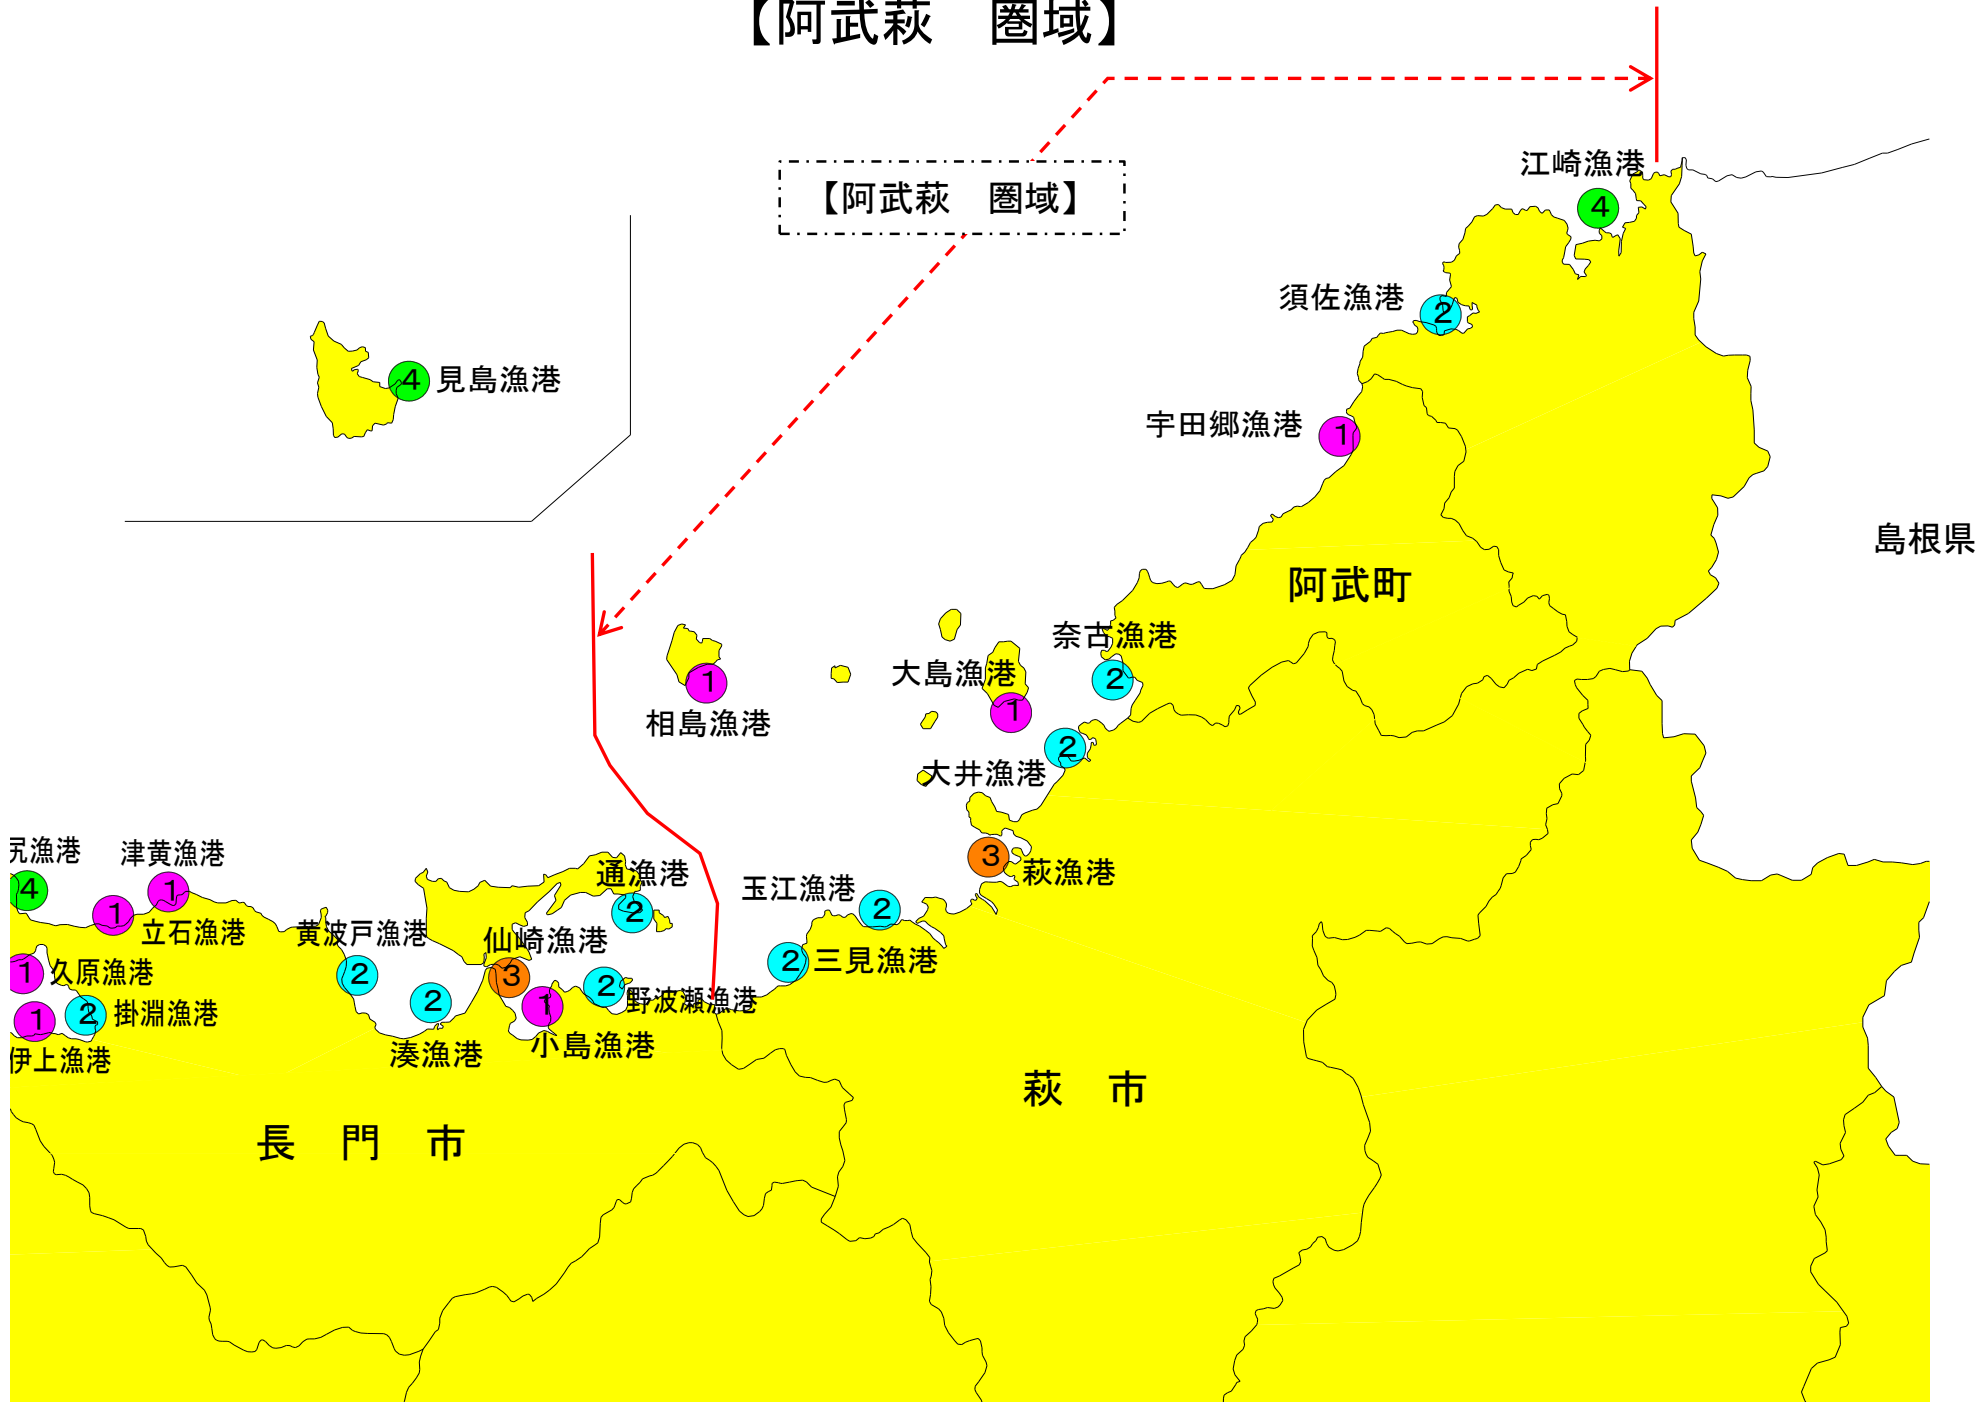 【阿武萩　圏域】
【阿武萩　圏域】
江崎漁港
4
須佐漁港
2
4
見島漁港
宇田郷漁港
1
島根県
阿武町
奈古漁港
2
大島漁港
1
1
相島漁港
2
大井漁港
3
萩漁港
尻漁港
4
津黄漁港
1
1
立石漁港
通漁港
2
玉江漁港
2
黄波戸漁港
2
仙崎漁港
3
2
三見漁港
1
久原漁港
2
野波瀬漁港
1
2
掛淵漁港
2
湊漁港
1
小島漁港
伊上漁港
萩　市
長　門　市